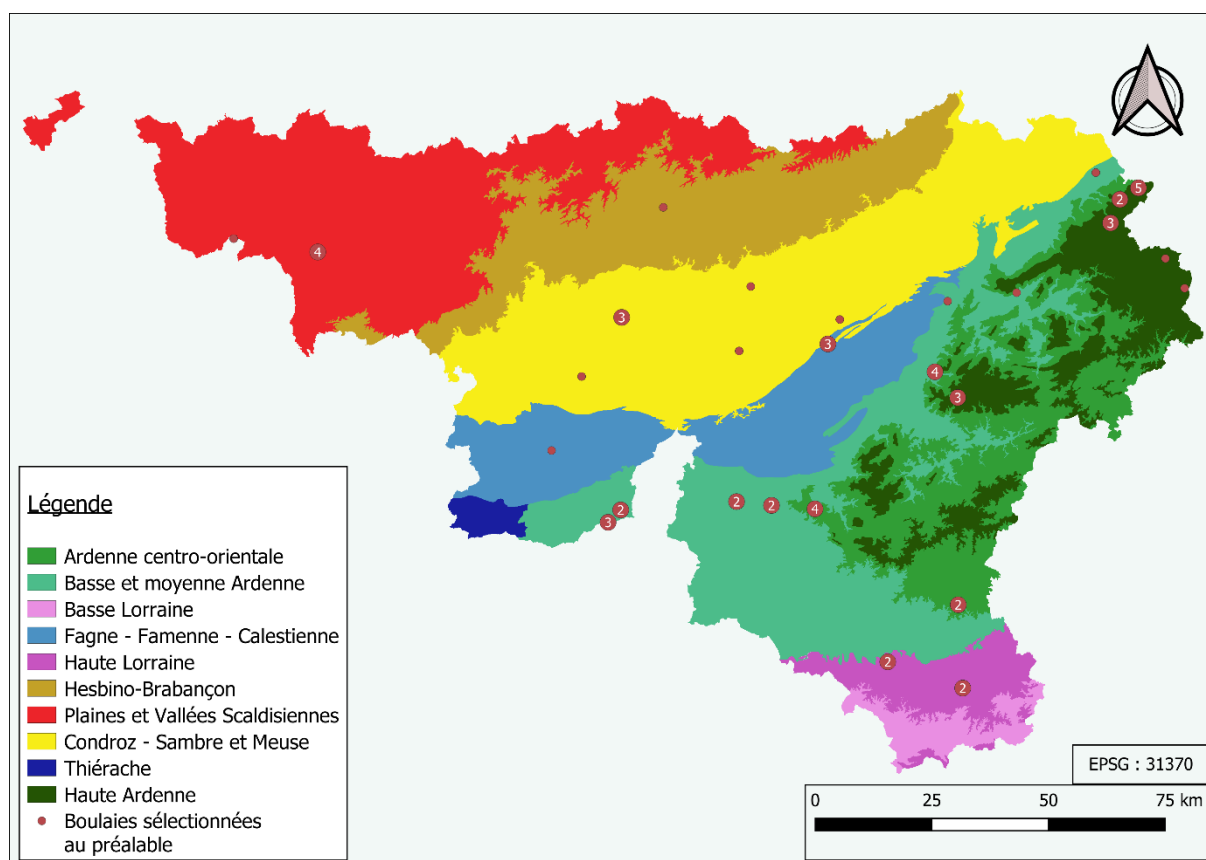 5
2
3
4
3
3
4
3
2
3
2
2
4
2
2
2
Légende
Ardenne centro-orientale
Basse et moyenne Ardenne
Basse Lorraine
Fagne - Famenne - Calestienne
Haute Lorraine
Hesbino-Brabançon
Plaines et Vallées Scaldisiennes
Condroz - Sambre et Meuse
Thiérache
Haute Ardenne
Boulaies sélectionnées
au préalable
EPSG : 31370
0 25 50 75 km